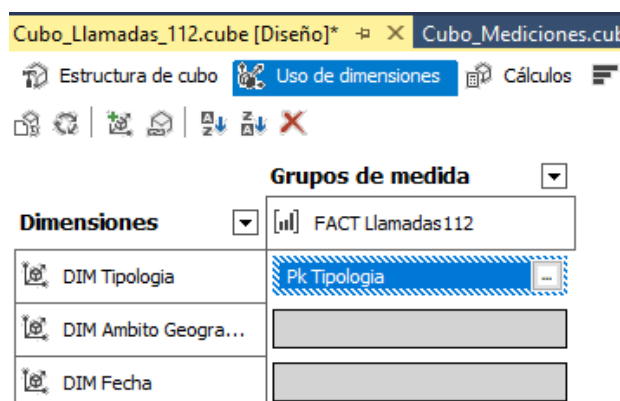 Cubo_Llamadas_112.cube [Diseño]* Cubo_Mediciones.cub
Estructura de cubo Uso de dimensiones Cálculos
Grupos de medida
Dimensiones FACT Llamadas112
DIM Tipologia Pk Tipologia ...
DIM Ambito Geogra...
DIM Fecha